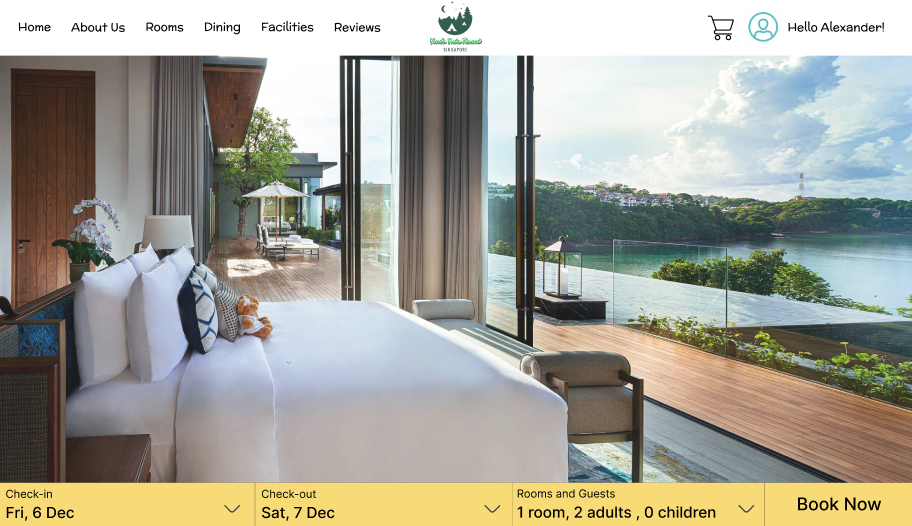 Home About Us Rooms Dining Facilities Reviews
SINGAPORE
Hello Alexander!
Check-in
Fri, 6 Dec
Check-out
Sat, 7 Dec
Rooms and Guests
1 room, 2 adults , 0 children
Book Now